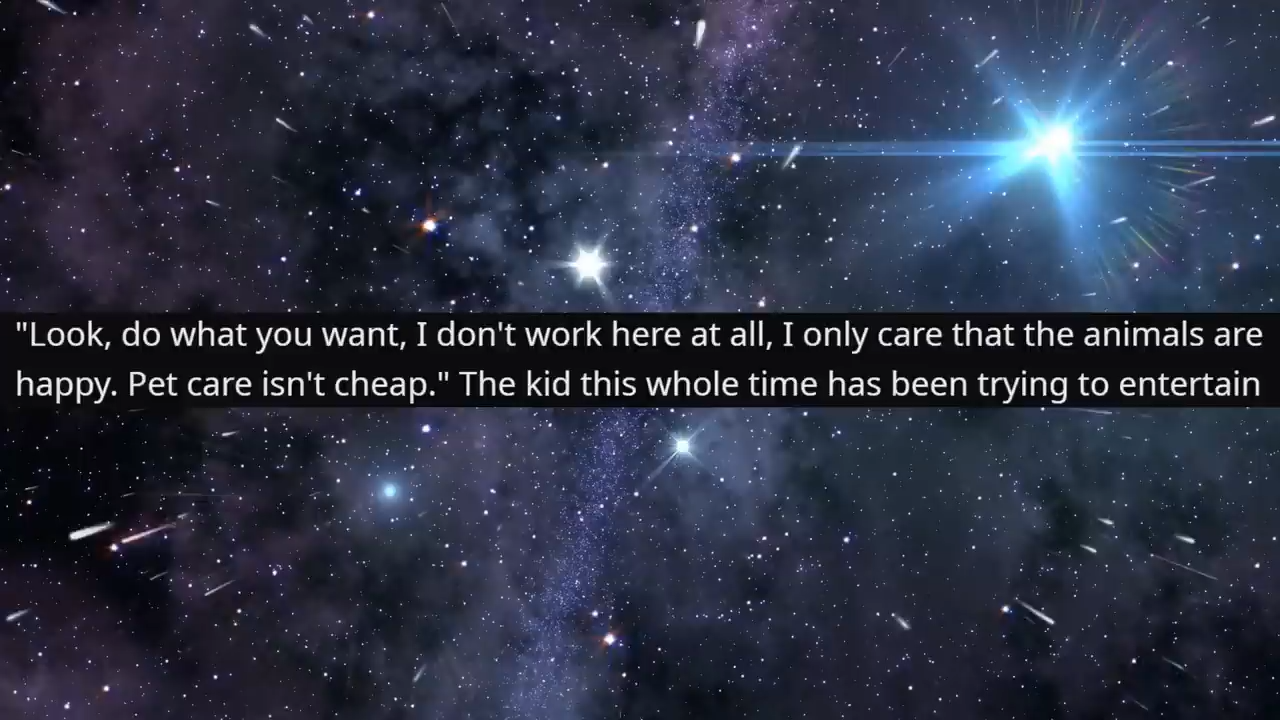 "Look, do what you want, I don't work here at all, I only care that the animals are
happy. Pet care isn't cheap." The kid this whole time has been trying to entertain